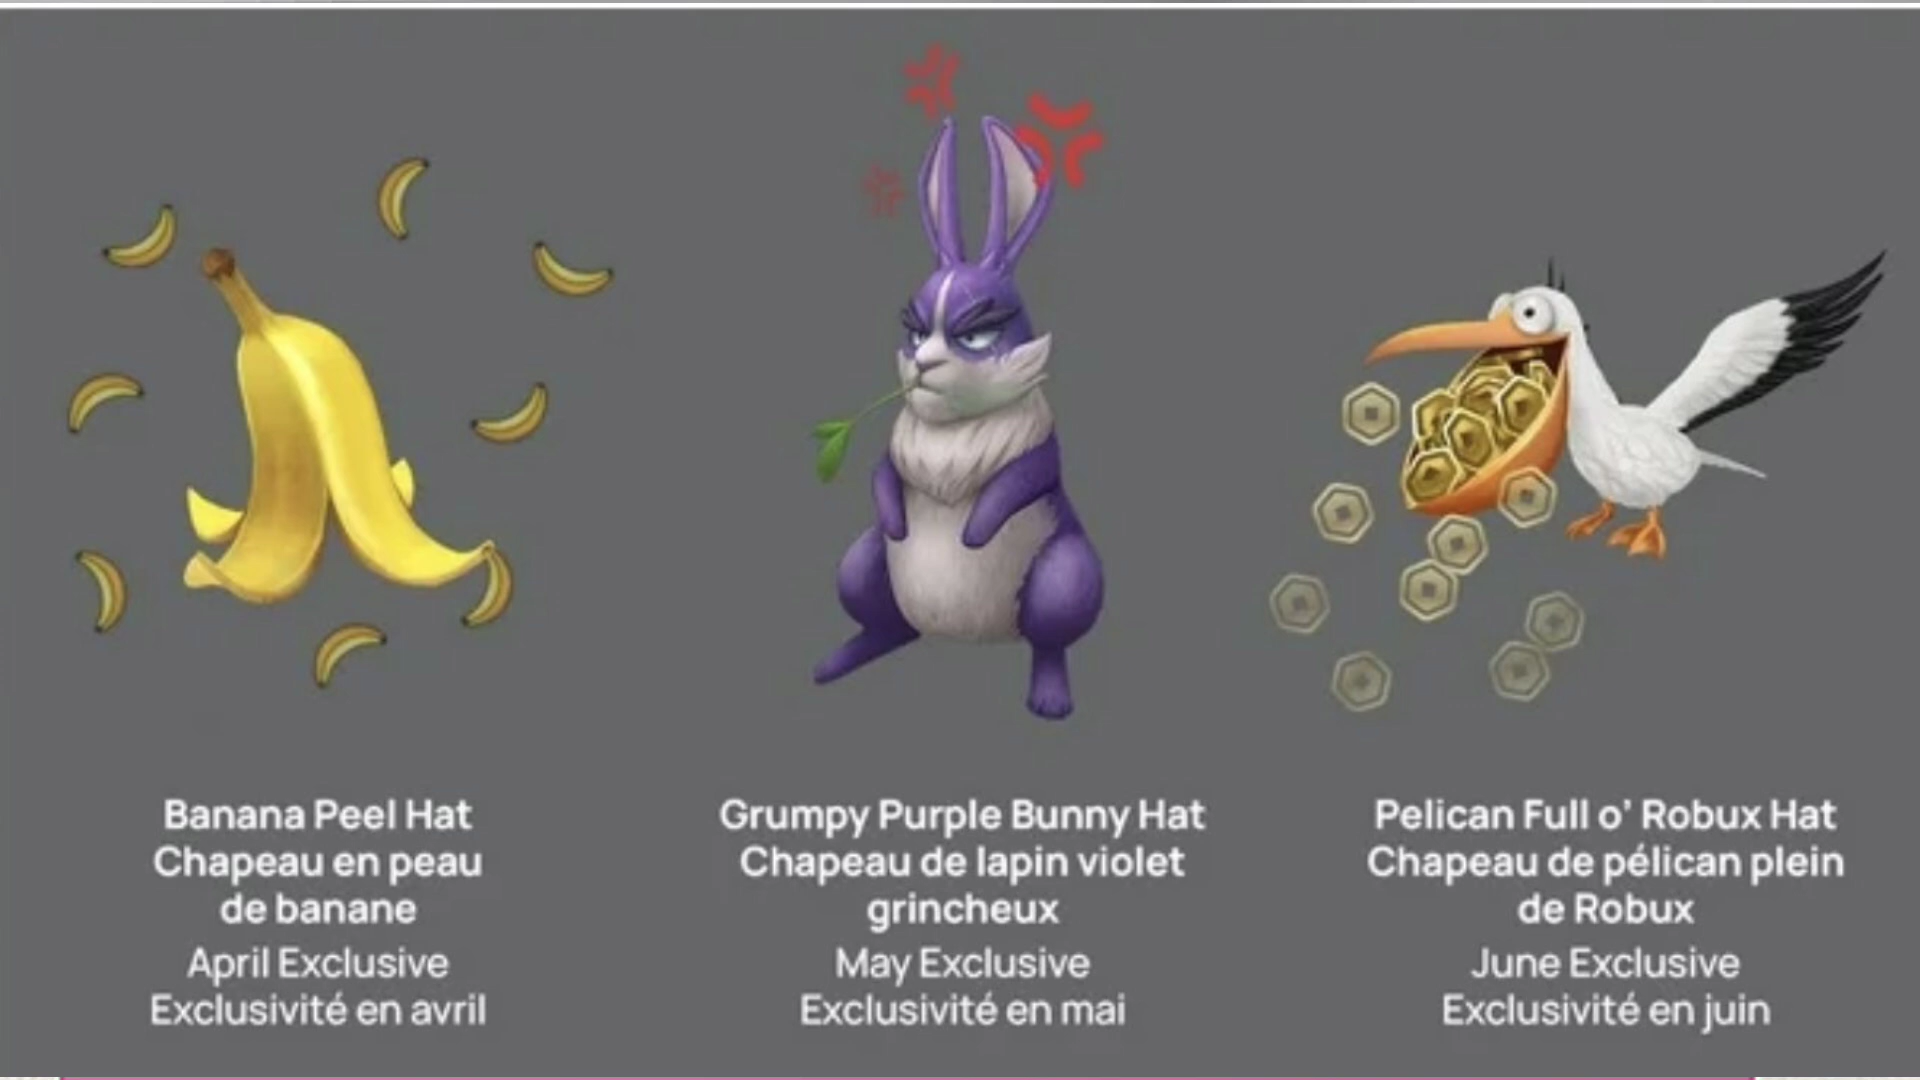 Banana Peel Hat
Chapeau en peau
de banane
April Exclusive
Exclusivité en avril
Grumpy Purple Bunny Hat
Chapeau de lapin violet
grincheux
May Exclusive
Exclusivité en mai
Pelican Full o’ Robux Hat
Chapeau de pélican plein
de Robux
June Exclusive
Exclusivité en juin